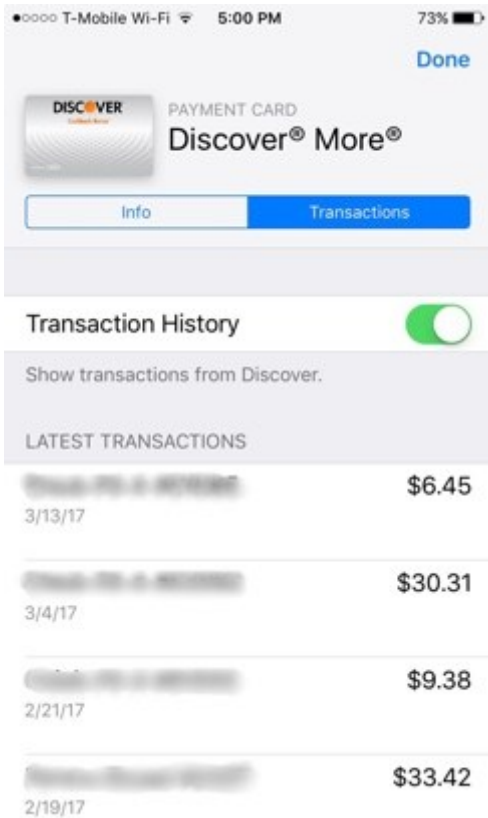 T-Mobile Wi-Fi 5:00 PM 73%
Done
DISCOVER
PAYMENT CARD
Discover® More®
Info Transactions
Transaction History
Show transactions from Discover.
LATEST TRANSACTIONS
$6.45
3/13/17
$30.31
3/4/17
$9.38
2/21/17
$33.42
2/19/17